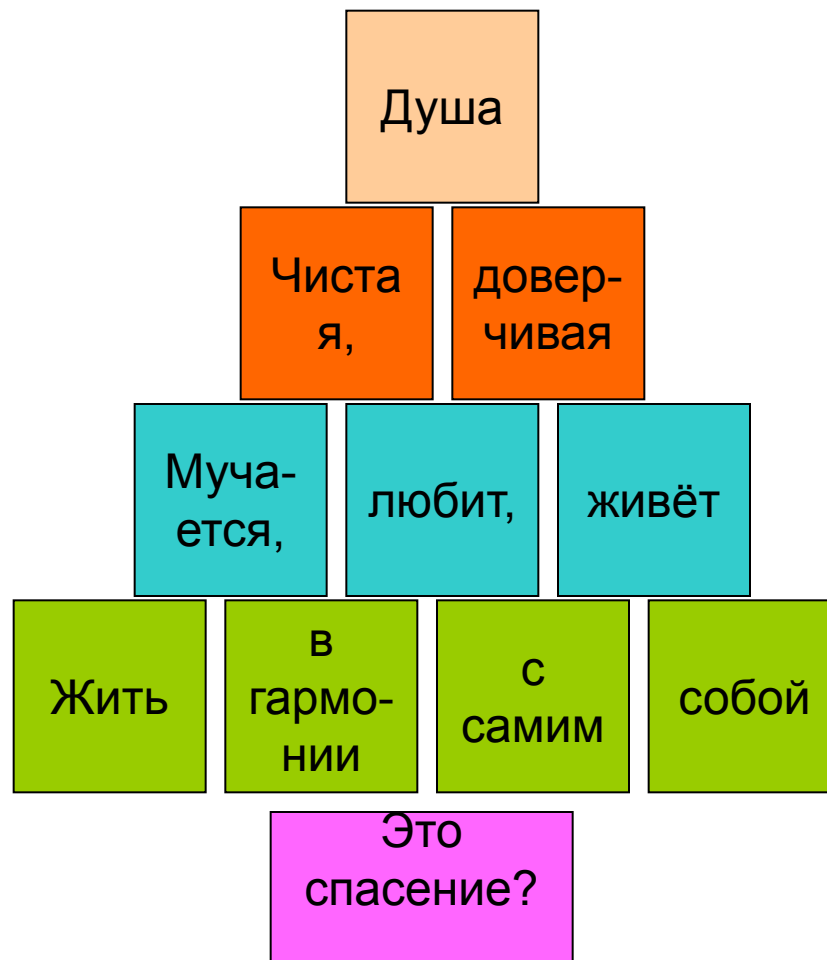 Душа
Чиста
я,
довер-
чивая
Муча-
ется,
любит,
живёт
Жить
в
гармо-
нии
с
самим
собой
Это
спасение?